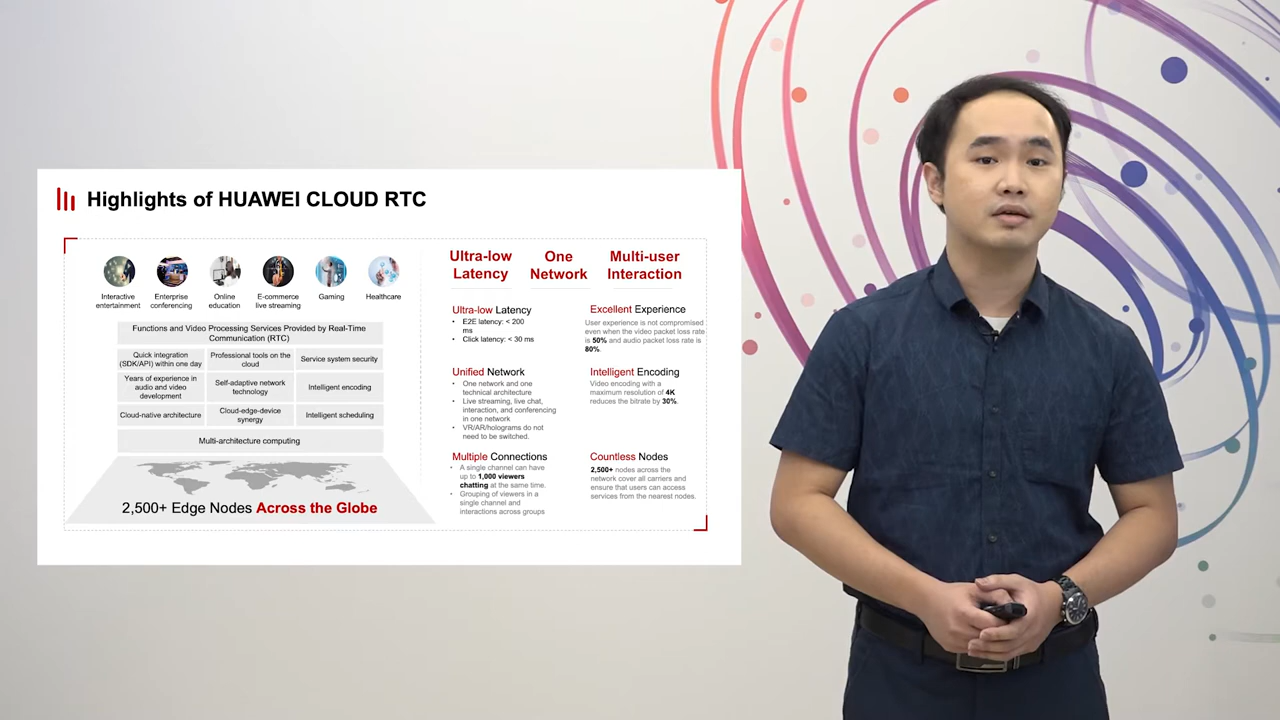 Highlights of HUAWEI CLOUD RTC
Interactive
entertainment
Enterprise
conferencing
Online
education
E-commerce
live streaming
Gaming
Healthcare
Functions and Video Processing Services Provided by Real-Time
Communication (RTC)
Quick integration
(SDK/API) within one day
Professional tools on the
cloud
Service system security
Years of experience in
audio and video
development
Self-adaptive network
technology
Intelligent encoding
Cloud-native architecture
Cloud-edge-device
synergy
Intelligent scheduling
Multi-architecture computing
2,500+ Edge Nodes Across the Globe
Ultra-low
Latency
One
Network
Multi-user
Interaction
Ultra-low Latency
• E2E latency: < 200
ms
• Click latency: < 30 ms
Excellent Experience
User experience is not compromised
even when the video packet loss rate
is 50% and audio packet loss rate is
80%.
Unified Network
• One network and one
technical architecture
• Live streaming, live chat,
interaction, and conferencing
in one network
• VR/AR/holograms do not
need to be switched.
Intelligent Encoding
Video encoding with a
maximum resolution of 4K
reduces the bitrate by 30%.
Multiple Connections
• A single channel can have
up to 1,000 viewers
chatting at the same time.
• Grouping of viewers in a
single channel and
interactions across groups
Countless Nodes
2,500+ nodes across the
network cover all carriers and
ensure that users can access
services from the nearest nodes.